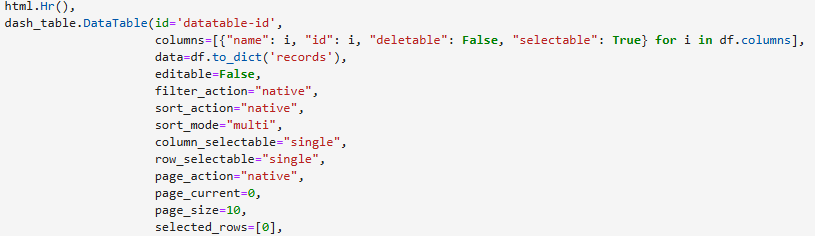 html.Hr(),
dash_table.DataTable(id='datatable-id',
columns=[{"name": i, "id": i, "deletable": False, "selectable": True} for i in df.columns],
data=df.to_dict('records'),
editable=False,
filter_action="native",
sort_action="native",
sort_mode="multi",
column_selectable="single",
row_selectable="single",
page_action="native",
page_current=0,
page_size=10,
selected_rows=[0],